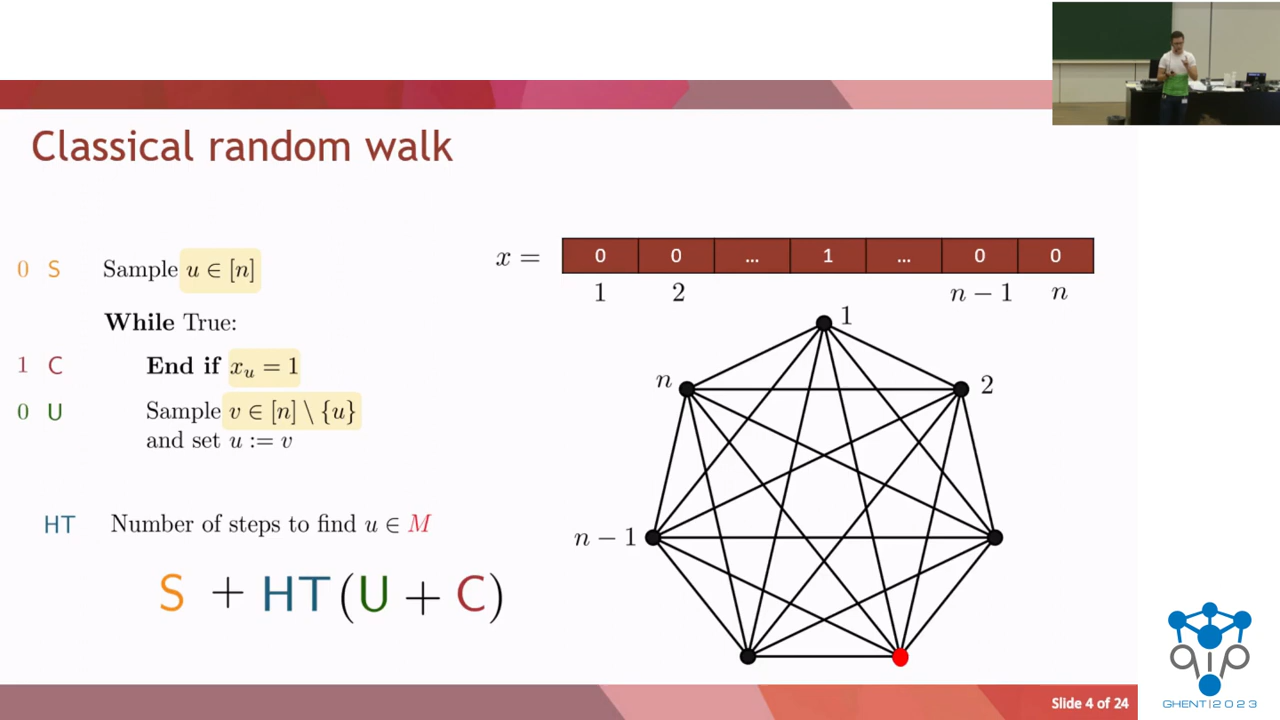 Classical random walk
0 S Sample u ∈ [n]
While True:
1 C End if x_u = 1
0 U Sample v ∈ [n] \ {u}
and set u := v
HT Number of steps to find u ∈ M
S + HT(U + C)
x = 0 0 ... 1 ... 0 0
1 2 n − 1 n
1
n 2
n − 1
Slide 4 of 24
qip
GHENT|2023